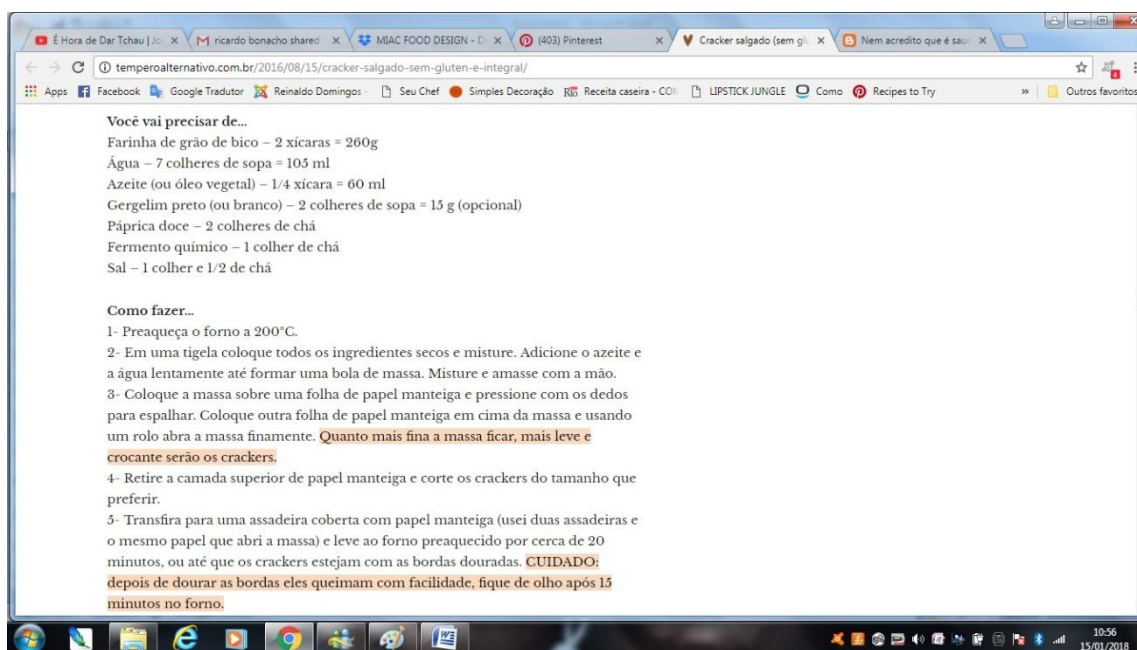 É Hora de Dar Tchau | Jo
ricardo bonacho shared
MIAC FOOD DESIGN - D
(403) Pinterest
Cracker salgado (sem gl
Nem acredito que é sau
temperoalternativo.com.br/2016/08/15/cracker-salgado-sem-gluten-e-integral/
Apps Facebook Google Tradutor Reinaldo Domingos Seu Chef Simples Decoração Receita caseira - COM LIPSTICK JUNGLE Como Recipes to Try » Outros favoritos
Você vai precisar de...
Farinha de grão de bico – 2 xícaras = 260g
Água – 7 colheres de sopa = 105 ml
Azeite (ou óleo vegetal) – 1/4 xícara = 60 ml
Gergelim preto (ou branco) – 2 colheres de sopa = 15 g (opcional)
Páprica doce – 2 colheres de chá
Fermento químico – 1 colher de chá
Sal – 1 colher e 1/2 de chá
Como fazer...
1- Preaqueça o forno a 200°C.
2- Em uma tigela coloque todos os ingredientes secos e misture. Adicione o azeite e
a água lentamente até formar uma bola de massa. Misture e amasse com a mão.
3- Coloque a massa sobre uma folha de papel manteiga e pressione com os dedos
para espalhar. Coloque outra folha de papel manteiga em cima da massa e usando
um rolo abra a massa finamente. Quanto mais fina a massa ficar, mais leve e
crocante serão os crackers.
4- Retire a camada superior de papel manteiga e corte os crackers do tamanho que
preferir.
5- Transfira para uma assadeira coberta com papel manteiga (usei duas assadeiras e
o mesmo papel que abri a massa) e leve ao forno preaquecido por cerca de 20
minutos, ou até que os crackers estejam com as bordas douradas. CUIDADO:
depois de dourar as bordas eles queimam com facilidade, fique de olho após 15
minutos no forno.
10:56
15/01/2018